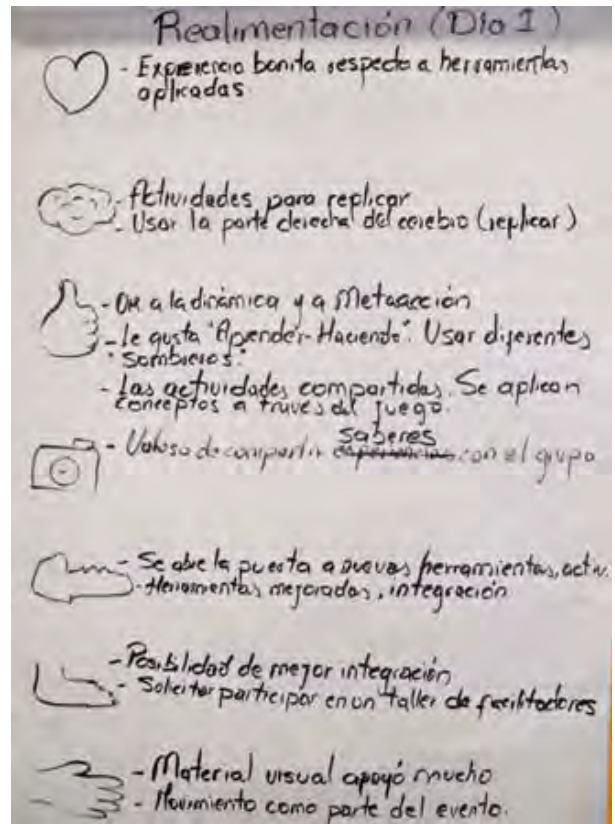 Realimentación (Día 1)
- Experiencia bonita respecto a herramientas
aplicadas
- Actividades para replicar
- Usar la parte derecha del cerebro (replicar)
- OK a la dinámica y a Metaacción
- le gusta "Aprender-Haciendo". Usar diferentes
"Sombreros".
- Las actividades compartidas. Se aplican
conceptos a través del juego.
saberes
- Valioso de compartir experiencias con el grupo
- Se abre la puerta a nuevas herramientas, activ.
- Herramientas mejoradas, integración
- Posibilidad de mejor integración
- Solicitar participar en un taller de facilitadores
- Material visual apoyó mucho
- Movimiento como parte del evento.